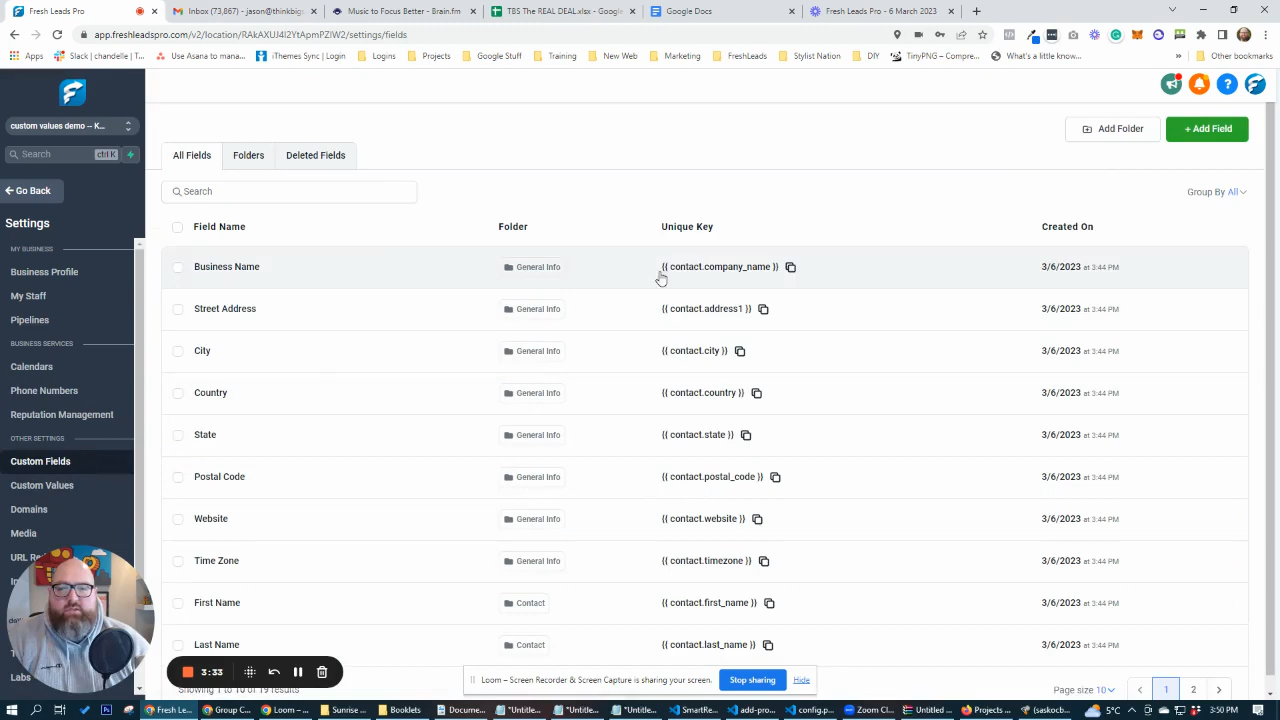 Fresh Leads Pro
Inbox (73,867) - jason@thinkbig
Music to Focus Better - Brain.fm
TBS The REAL DEAL.xlsx - Google
Google Docs
Leads Pro - 6 March 2023
app.freshleadspro.com/v2/location/RAkAXUJ4I2YtApmPZIW2/settings/fields
Apps
Slack | chandelle | T...
Use Asana to mana...
iThemes Sync | Login
Logins
Projects
Google Stuff
Training
New Web
Marketing
FreshLeads
Stylist Nation
DIY
TinyPNG – Compre...
What's a little know...
»
Other bookmarks
custom values demo -- K...
Search
ctrl K
Go Back
Settings
MY BUSINESS
Business Profile
My Staff
Pipelines
BUSINESS SERVICES
Calendars
Phone Numbers
Reputation Management
OTHER SETTINGS
Custom Fields
Custom Values
Domains
Media
URL Re
Labs
Add Folder
+ Add Field
All Fields
Folders
Deleted Fields
Search
Group By All
Field Name
Folder
Unique Key
Created On
Business Name
General Info
{{ contact.company_name }}
3/6/2023 at 3:44 PM
Street Address
General Info
{{ contact.address1 }}
3/6/2023 at 3:44 PM
City
General Info
{{ contact.city }}
3/6/2023 at 3:44 PM
Country
General Info
{{ contact.country }}
3/6/2023 at 3:44 PM
State
General Info
{{ contact.state }}
3/6/2023 at 3:44 PM
Postal Code
General Info
{{ contact.postal_code }}
3/6/2023 at 3:44 PM
Website
General Info
{{ contact.website }}
3/6/2023 at 3:44 PM
Time Zone
General Info
{{ contact.timezone }}
3/6/2023 at 3:44 PM
First Name
Contact
{{ contact.first_name }}
3/6/2023 at 3:44 PM
Last Name
Contact
{{ contact.last_name }}
3/6/2023 at 3:44 PM
3:33
Loom – Screen Recorder & Screen Capture is sharing your screen.
Stop sharing
Hide
Showing 1 to 10 of 19 results
Page size 10
1
2
Fresh Le...
Group C...
Loom –...
Sunrise ...
Booklets
Docume...
*Untitle...
*Untitle...
*Untitle...
SmartRe...
add-pro...
config.p...
Zoom Cl...
Untitled ...
Projects ...
(saskocb...
5°C
3:50 PM